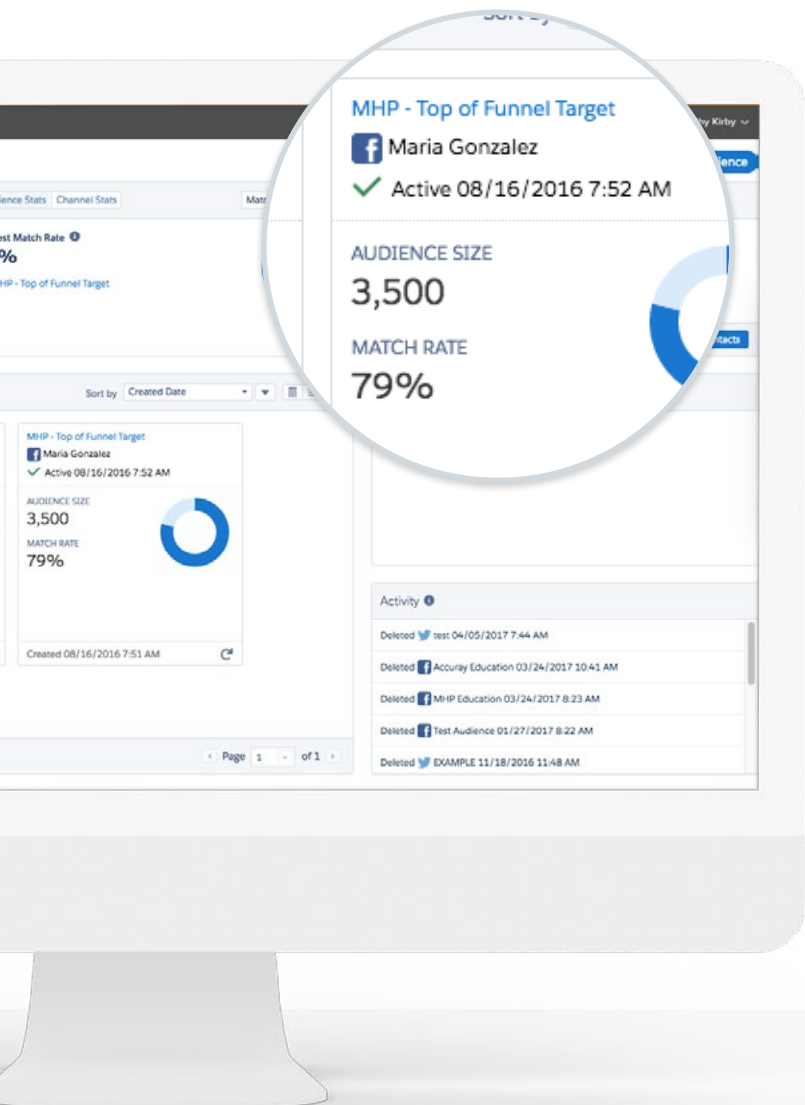 Sort By
MHP - Top of Funnel Target
Maria Gonzalez
Active 08/16/2016 7:52 AM
AUDIENCE SIZE
3,500
MATCH RATE
79%
Kirby
Stats Channel Stats
Match Rate
%
- Top of Funnel Target
Sort by Created Date
MHP - Top of Funnel Target
Maria Gonzalez
Active 08/16/2016 7:52 AM
AUDIENCE SIZE
3,500
MATCH RATE
79%
Created 08/16/2016 7:51 AM
Page 1 of 1
Activity
Deleted test 04/05/2017 7:44 AM
Deleted Accuray Education 03/24/2017 10:41 AM
Deleted MHP Education 03/24/2017 8:23 AM
Deleted Test Audience 01/27/2017 8:22 AM
Deleted EXAMPLE 11/18/2016 11:48 AM